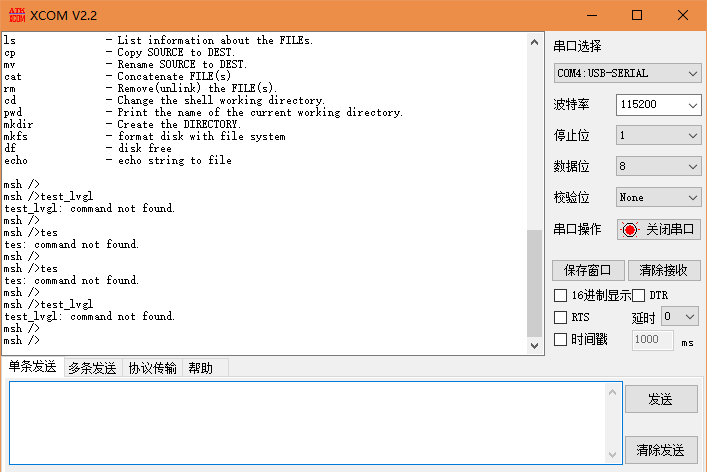 ATK
XCOM
XCOM V2.2
ls - List information about the FILEs.
cp - Copy SOURCE to DEST.
mv - Rename SOURCE to DEST.
cat - Concatenate FILE(s)
rm - Remove(unlink) the FILE(s).
cd - Change the shell working directory.
pwd - Print the name of the current working directory.
mkdir - Create the DIRECTORY.
mkfs - format disk with file system
df - disk free
echo - echo string to file
msh />
msh />test_lvgl
test_lvgl: command not found.
msh />
msh />tes
tes: command not found.
msh />
msh />tes
tes: command not found.
msh />
msh />test_lvgl
test_lvgl: command not found.
msh />
msh />
串口选择
COM4:USB-SERIAL
波特率 115200
停止位 1
数据位 8
校验位 None
串口操作 关闭串口
保存窗口 清除接收
16进制显示 DTR
RTS 延时 0
时间戳 1000 ms
单条发送 多条发送 协议传输 帮助
发送
清除发送